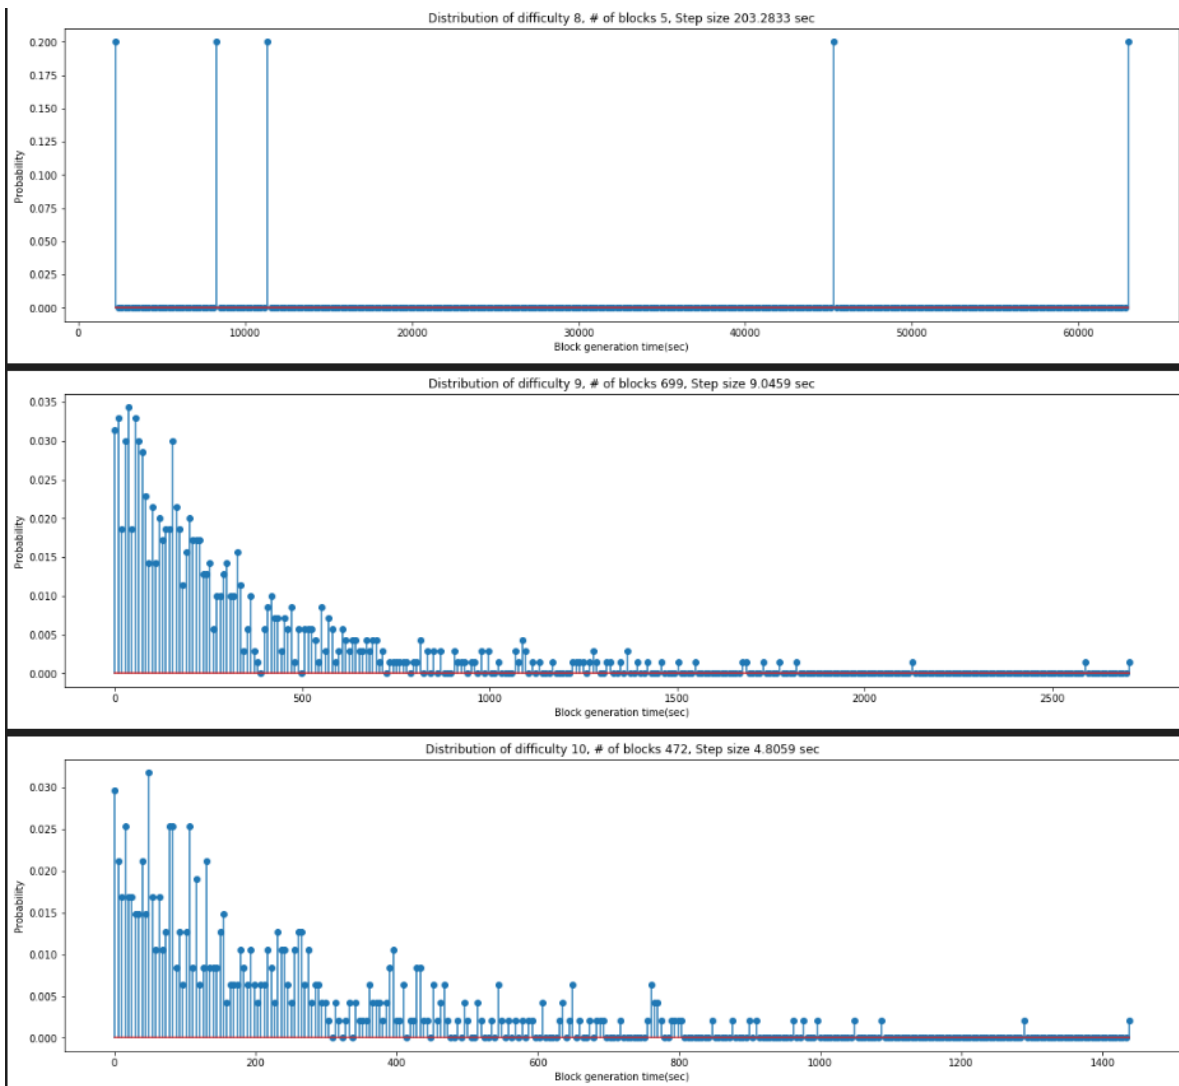 Distribution of difficulty 8, # of blocks 5, Step size 203.2833 sec
0.200
0.175
0.150
0.125
0.100
0.075
0.050
0.025
0.000
Probability
0 10000 20000 30000 40000 50000 60000
Block generation time(sec)
Distribution of difficulty 9, # of blocks 699, Step size 9.0459 sec
0.035
0.030
0.025
0.020
0.015
0.010
0.005
0.000
Probability
0 500 1000 1500 2000 2500
Block generation time(sec)
Distribution of difficulty 10, # of blocks 472, Step size 4.8059 sec
0.030
0.025
0.020
0.015
0.010
0.005
0.000
Probability
0 200 400 600 800 1000 1200 1400
Block generation time(sec)